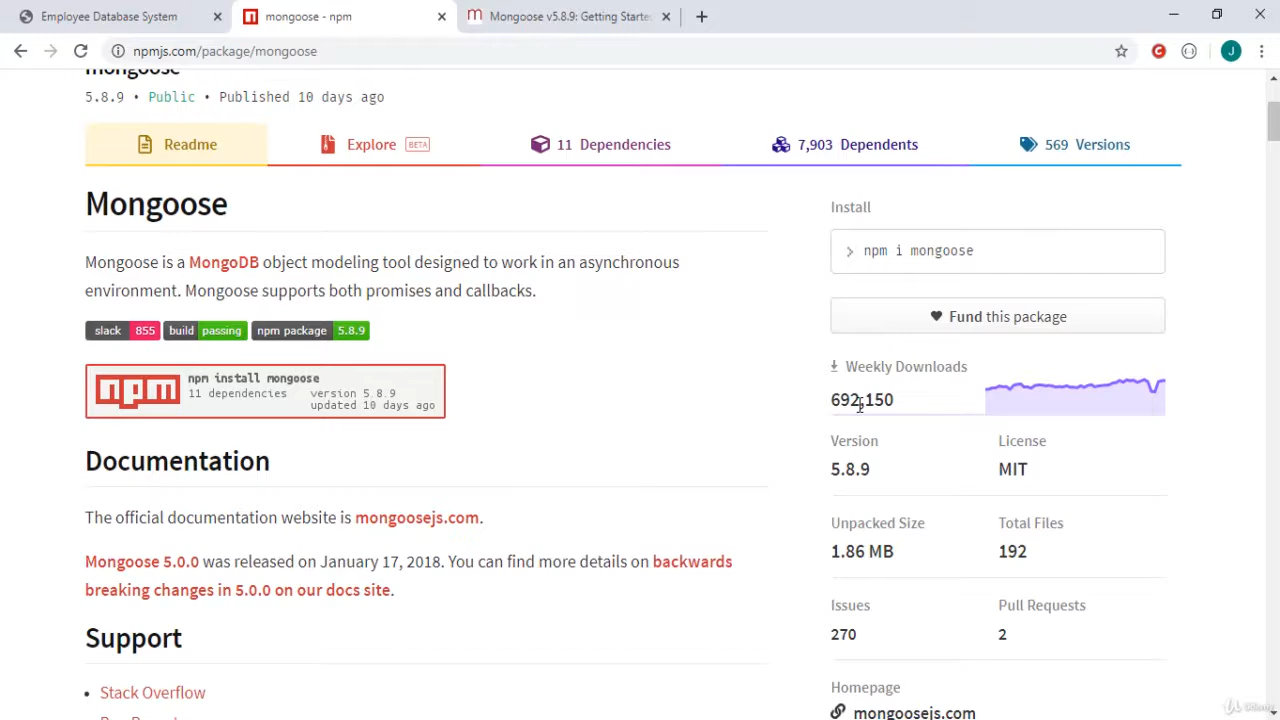 Employee Database System
mongoose - npm
Mongoose v5.8.9: Getting Starte
npmjs.com/package/mongoose
J
mongoose
5.8.9 • Public • Published 10 days ago
Readme
Explore BETA
11 Dependencies
7,903 Dependents
569 Versions
Mongoose
Mongoose is a MongoDB object modeling tool designed to work in an asynchronous
environment. Mongoose supports both promises and callbacks.
slack 855 build passing npm package 5.8.9
npm npm install mongoose
11 dependencies version 5.8.9
updated 10 days ago
Documentation
The official documentation website is mongoosejs.com.
Mongoose 5.0.0 was released on January 17, 2018. You can find more details on backwards
breaking changes in 5.0.0 on our docs site.
Support
• Stack Overflow
Install
> npm i mongoose
Fund this package
Weekly Downloads
692,150
Version
License
5.8.9
MIT
Unpacked Size
Total Files
1.86 MB
192
Issues
Pull Requests
270
2
Homepage
mongoosejs.com
Udemy